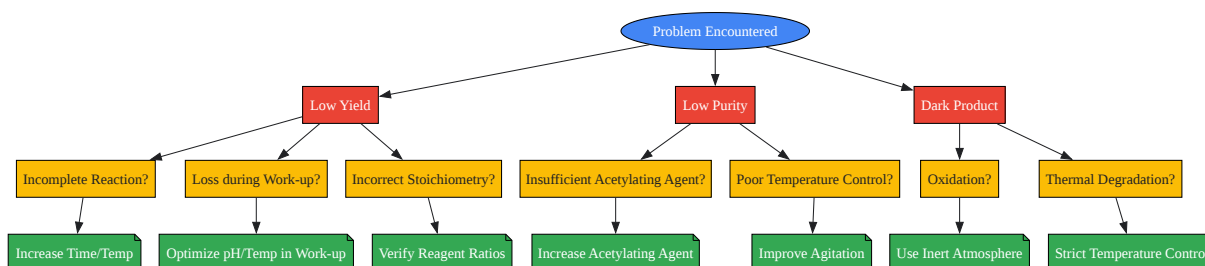 Problem Encountered
Low Yield
Low Purity
Dark Product
Incomplete Reaction?
Loss during Work-up?
Incorrect Stoichiometry?
Insufficient Acetylating Agent?
Poor Temperature Control?
Oxidation?
Thermal Degradation?
Increase Time/Temp
Optimize pH/Temp in Work-up
Verify Reagent Ratios
Increase Acetylating Agent
Improve Agitation
Use Inert Atmosphere
Strict Temperature Contro